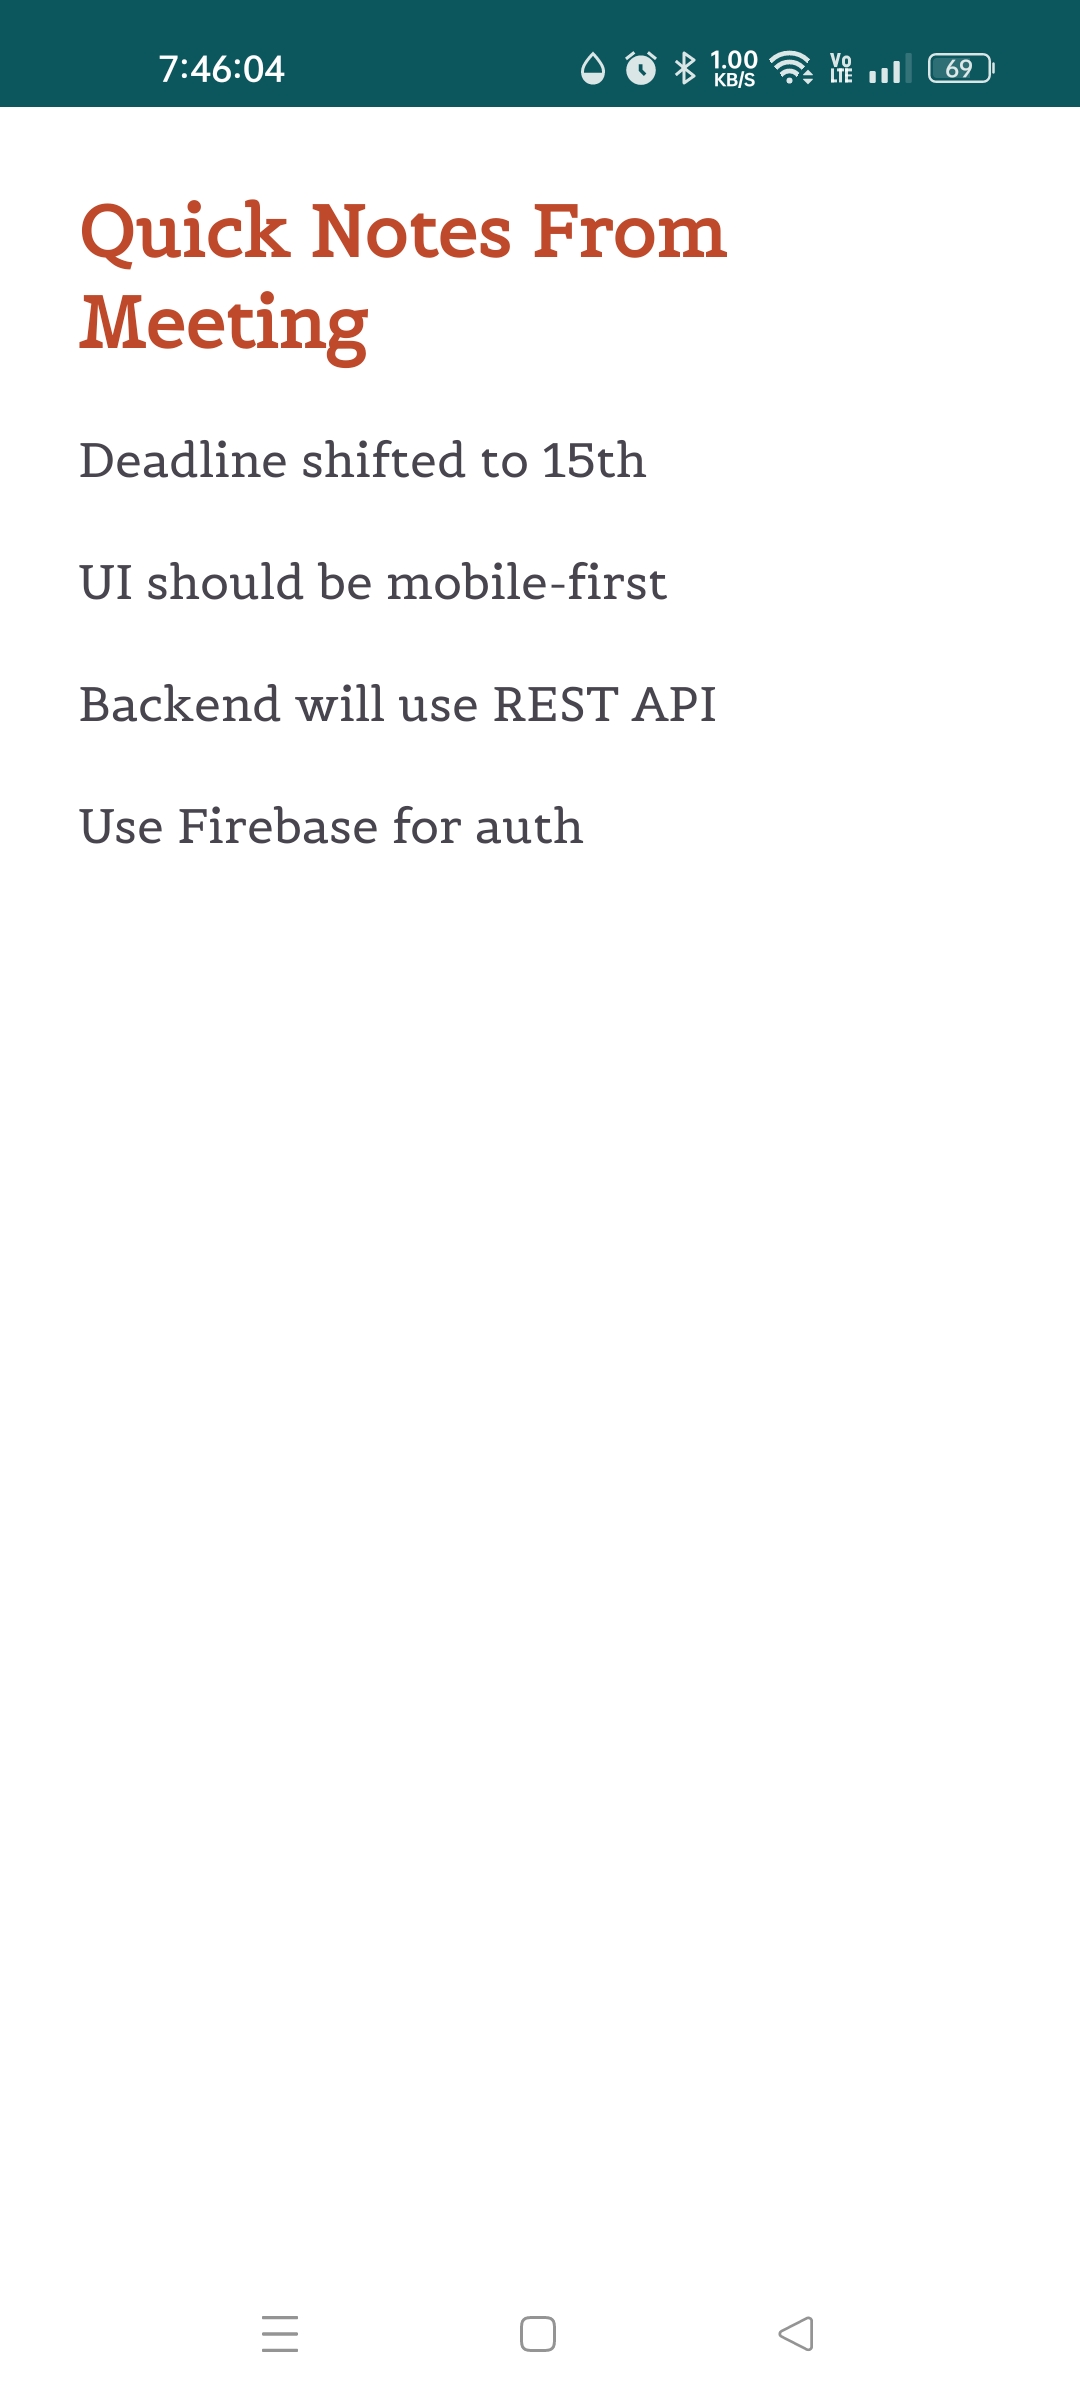 7:46:04
1.00
KB/S
Vo
LTE
69
Quick Notes From
Meeting
Deadline shifted to 15th
UI should be mobile-first
Backend will use REST API
Use Firebase for auth